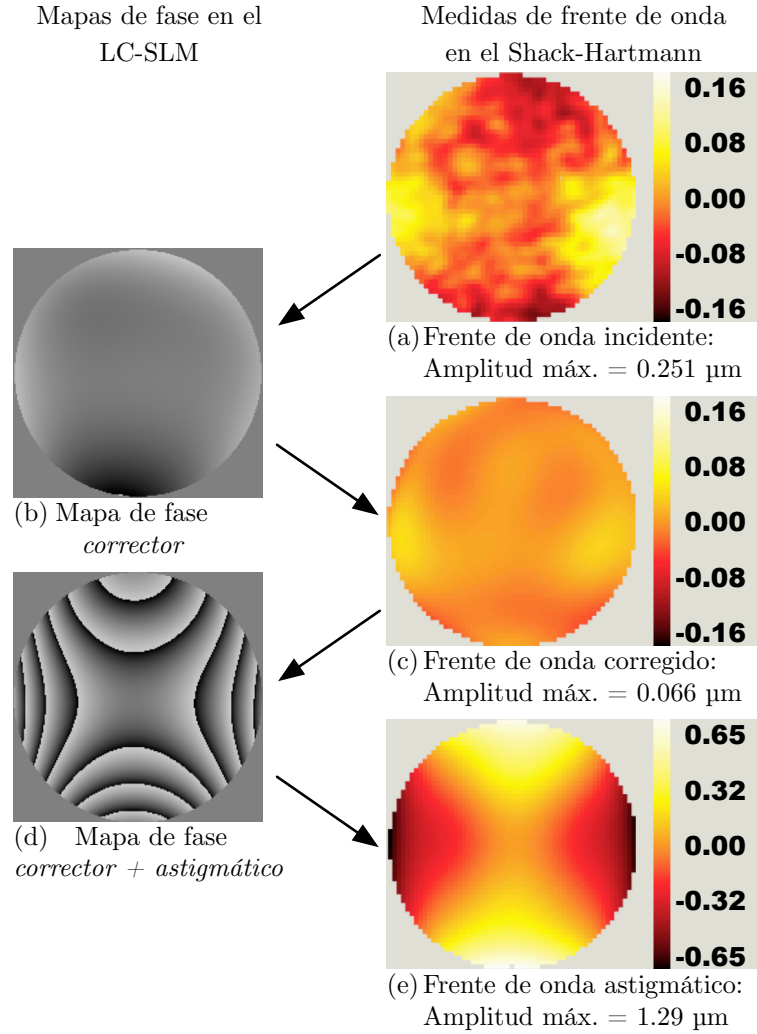 Mapas de fase en el
LC-SLM
Medidas de frente de onda
en el Shack-Hartmann
0.16
0.08
0.00
-0.08
-0.16
(a) Frente de onda incidente:
Amplitud máx. = 0.251 µm
(b) Mapa de fase
corrector
0.16
0.08
0.00
-0.08
-0.16
(c) Frente de onda corregido:
Amplitud máx. = 0.066 µm
(d) Mapa de fase
corrector + astigmático
0.65
0.32
0.00
-0.32
-0.65
(e) Frente de onda astigmático:
Amplitud máx. = 1.29 µm